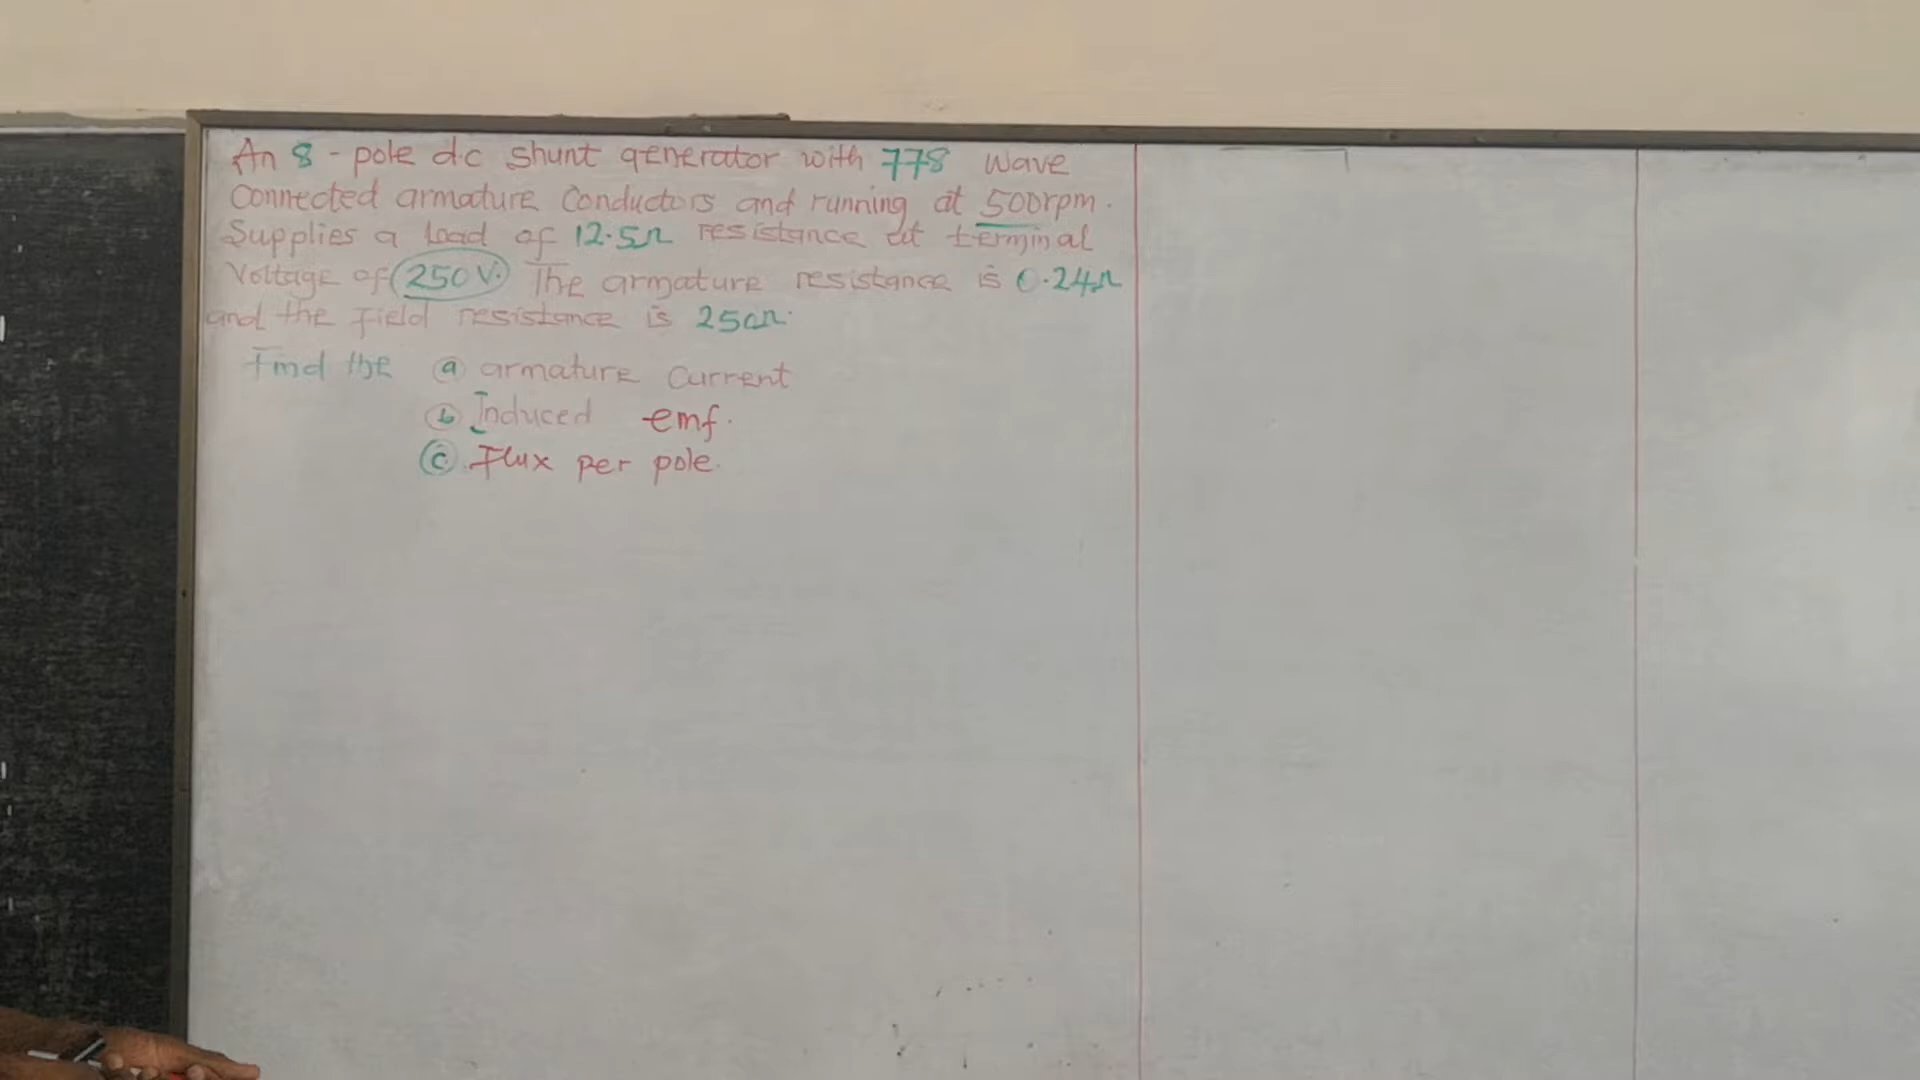 An 8 - pole d.c shunt generator with 778 wave
Connected armature Conductors and running at 500rpm.
Supplies a load of 12.5Ω resistance at terminal
Voltage of 250V. The armature resistance is 0.24Ω
and the field resistance is 250Ω.
Find the (a) armature Current
(b) Induced emf.
(c) Flux per pole.